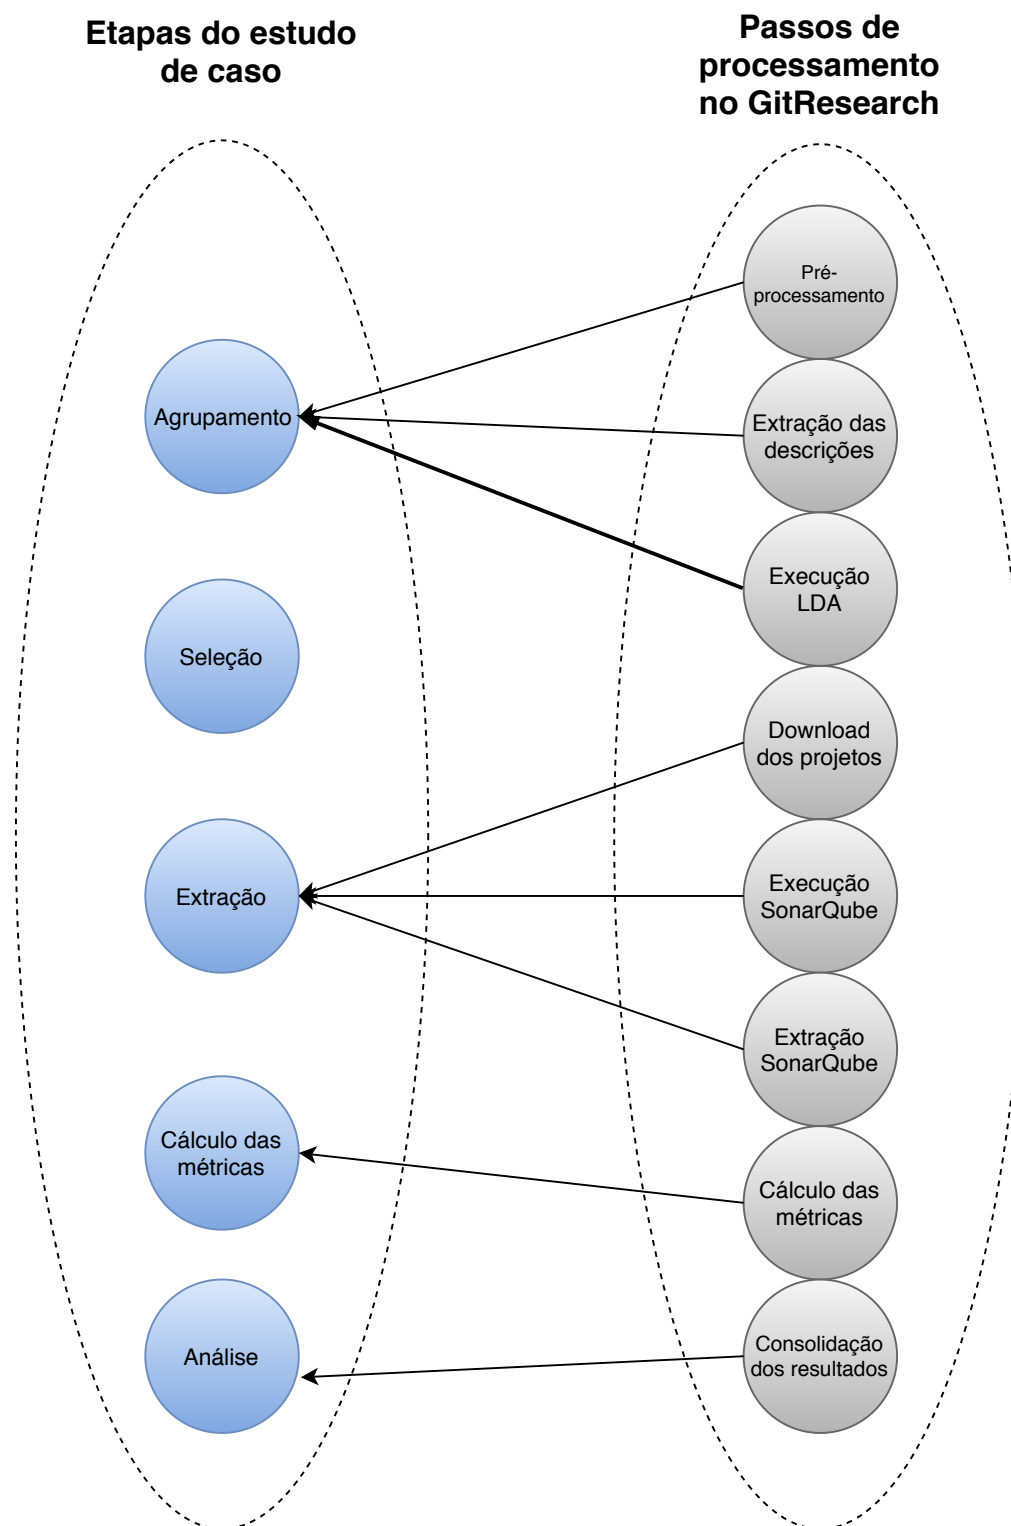 Etapas do estudo
de caso
Passos de
processamento
no GitResearch
Agrupamento
Seleção
Extração
Cálculo das
métricas
Análise
Pré-
processamento
Extração das
descrições
Execução
LDA
Download
dos projetos
Execução
SonarQube
Extração
SonarQube
Cálculo das
métricas
Consolidação
dos resultados